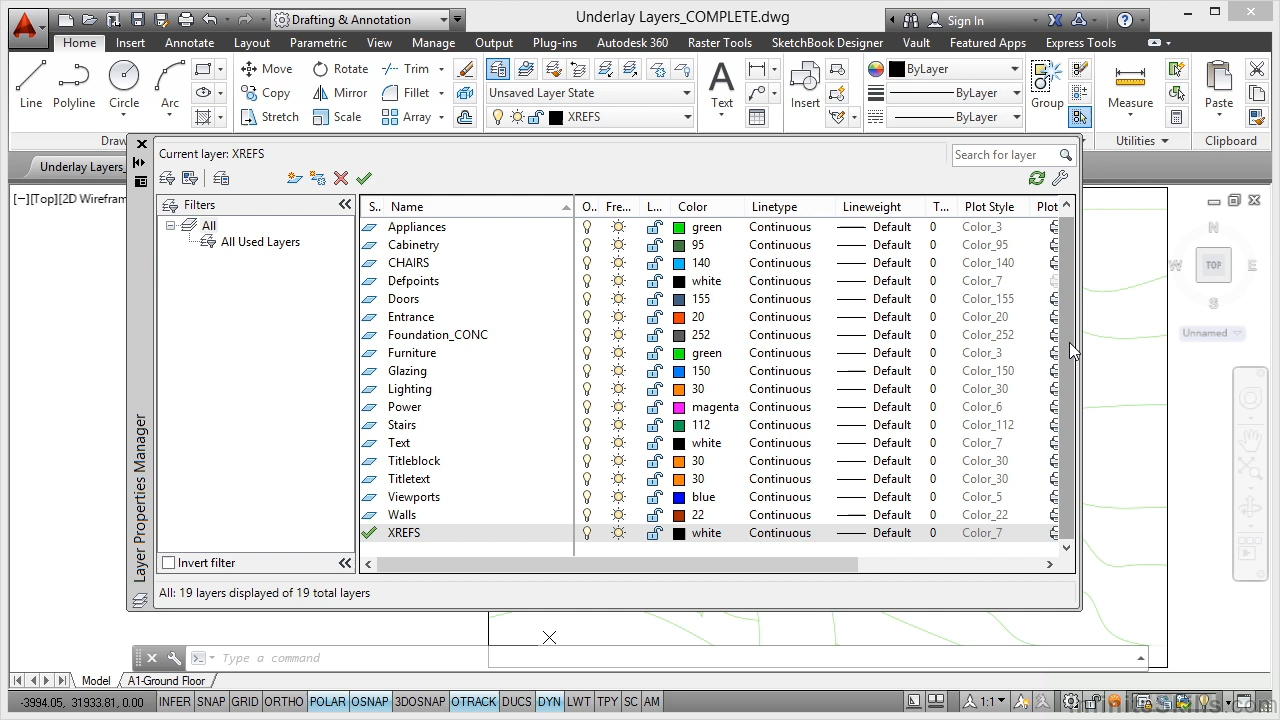 Drafting & Annotation
Underlay Layers_COMPLETE.dwg
Sign In
Home Insert Annotate Layout Parametric View Manage Output Plug-ins Autodesk 360 Raster Tools SketchBook Designer Vault Featured Apps Express Tools
Line Polyline Circle Arc
Move Rotate Trim
Copy Mirror Fillet
Stretch Scale Array
Unsaved Layer State
XREFS
Text
Insert
ByLayer
ByLayer
ByLayer
Group
Measure
Paste
Draw
Utilities
Clipboard
Underlay Layers_
[−][Top][2D Wirefram
Current layer: XREFS
Search for layer
Filters
All
All Used Layers
Invert filter
S.. Name O.. Fre... L... Color Linetype Lineweight T... Plot Style Plot
Appliances green Continuous Default 0 Color_3
Cabinetry 95 Continuous Default 0 Color_95
CHAIRS 140 Continuous Default 0 Color_140
Defpoints white Continuous Default 0 Color_7
Doors 155 Continuous Default 0 Color_155
Entrance 20 Continuous Default 0 Color_20
Foundation_CONC 252 Continuous Default 0 Color_252
Furniture green Continuous Default 0 Color_3
Glazing 150 Continuous Default 0 Color_150
Lighting 30 Continuous Default 0 Color_30
Power magenta Continuous Default 0 Color_6
Stairs 112 Continuous Default 0 Color_112
Text white Continuous Default 0 Color_7
Titleblock 30 Continuous Default 0 Color_30
Titletext 30 Continuous Default 0 Color_30
Viewports blue Continuous Default 0 Color_5
Walls 22 Continuous Default 0 Color_22
XREFS white Continuous Default 0 Color_7
All: 19 layers displayed of 19 total layers
Layer Properties Manager
N
W TOP E
S
Unnamed
Type a command
Model A1-Ground Floor
-3994.05, 31933.81, 0.00 INFER SNAP GRID ORTHO POLAR OSNAP 3DOSNAP OTRACK DUCS DYN LWT TPY SC AM 1:1
InfiniteSkills.com